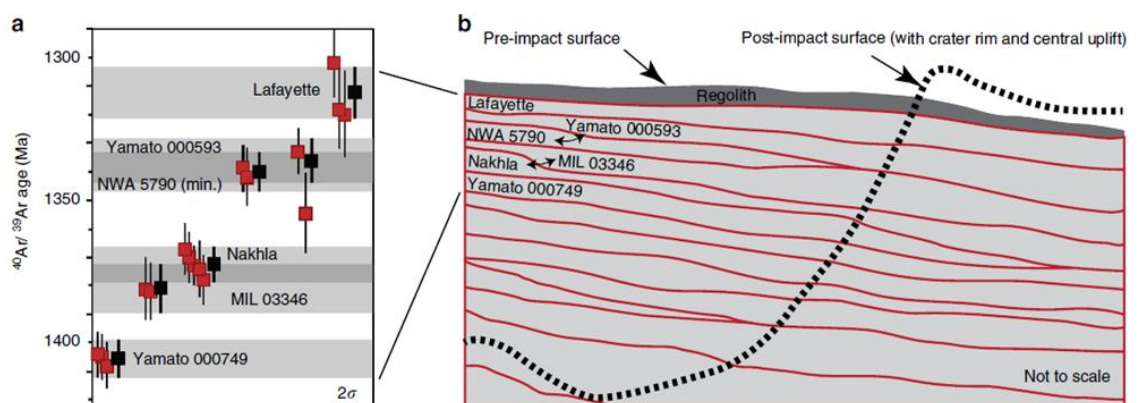 a
⁴⁰Ar/ ³⁹Ar age (Ma)
1300
1350
1400
Lafayette
Yamato 000593
NWA 5790 (min.)
Nakhla
MIL 03346
Yamato 000749
2σ
b
Pre-impact surface
Post-impact surface (with crater rim and central uplift)
Regolith
Lafayette
Yamato 000593
NWA 5790
Nakhla
MIL 03346
Yamato 000749
Not to scale